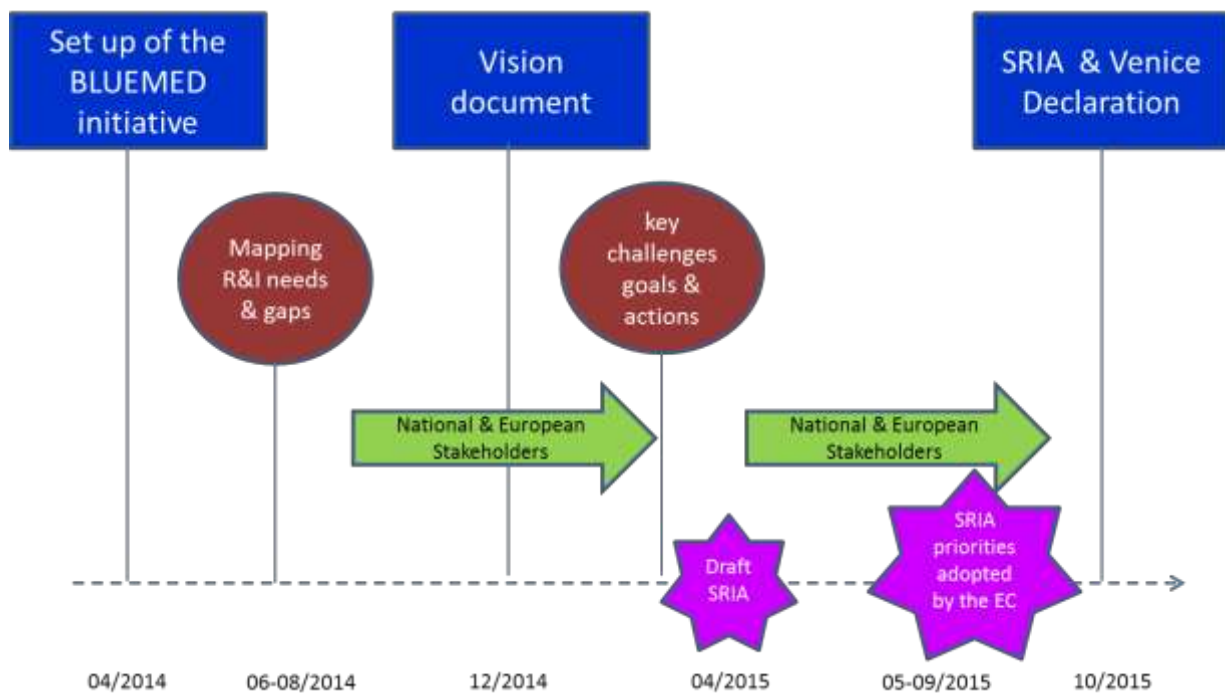 Set up of the
BLUEMED
initiative
Vision
document
SRIA & Venice
Declaration
Mapping
R&I needs
& gaps
key
challenges
goals &
actions
National & European
Stakeholders
National & European
Stakeholders
Draft
SRIA
SRIA
priorities
adopted
by the EC
04/2014
06-08/2014
12/2014
04/2015
05-09/2015
10/2015